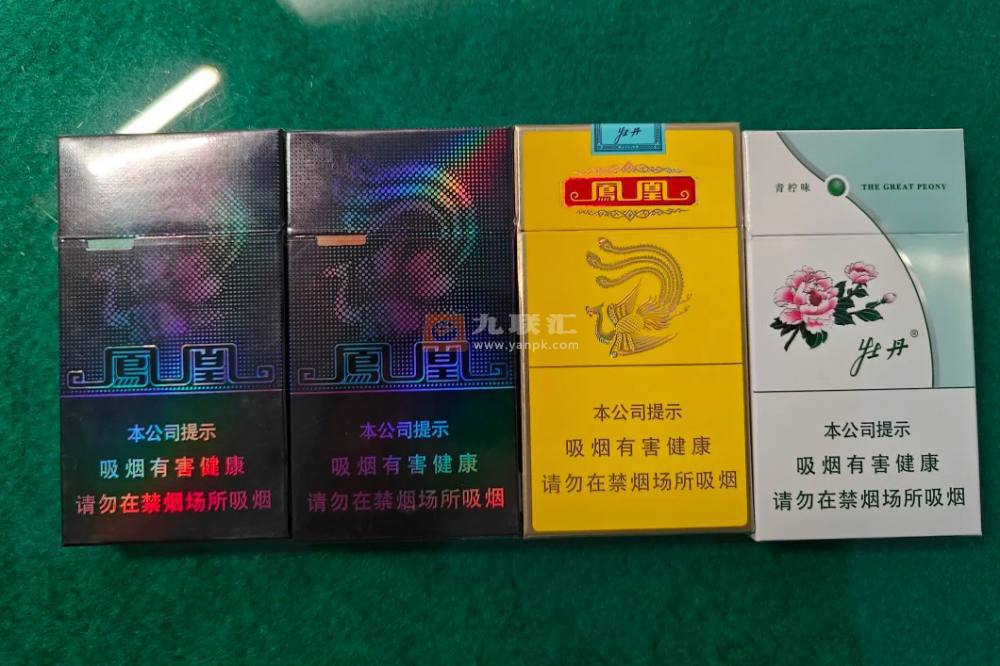 鳳凰
本公司提示
吸烟有害健康
请勿在禁烟场所吸烟
鳳凰
本公司提示
吸烟有害健康
请勿在禁烟场所吸烟
牡丹
鳳凰
本公司提示
吸烟有害健康
请勿在禁烟场所吸烟
青柠味
THE GREAT PEONY
牡丹®
本公司提示
吸烟有害健康
请勿在禁烟场所吸烟
九联汇
www.yanpk.com